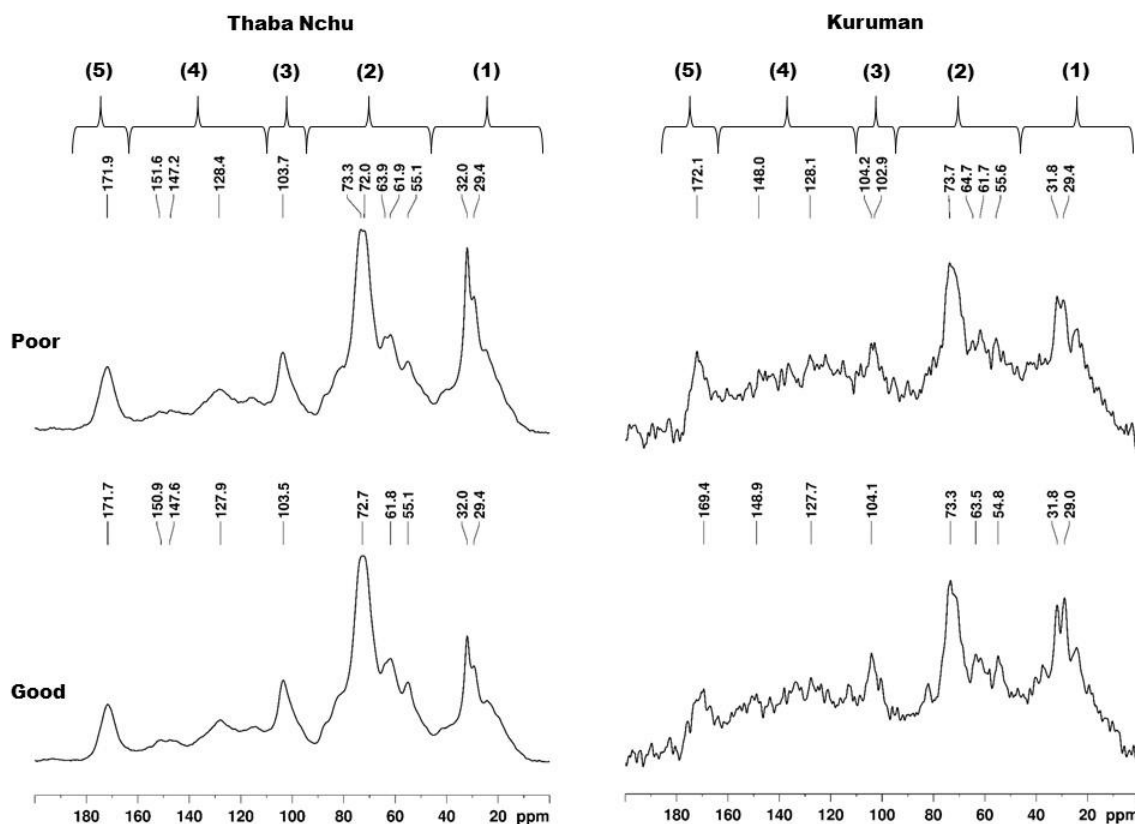 Thaba Nchu
(5) (4) (3) (2) (1)
171.9 151.6 147.2 128.4 103.7 73.3 72.0 63.9 61.9 55.1 32.0 29.4
Poor
171.7 150.9 147.6 127.9 103.5 72.7 61.8 55.1 32.0 29.4
Good
180 160 140 120 100 80 60 40 20 ppm
Kuruman
(5) (4) (3) (2) (1)
172.1 148.0 128.1 104.2 102.9 73.7 64.7 61.7 55.6 31.8 29.4
169.4 148.9 127.7 104.1 73.3 63.5 54.8 31.8 29.0
180 160 140 120 100 80 60 40 20 ppm